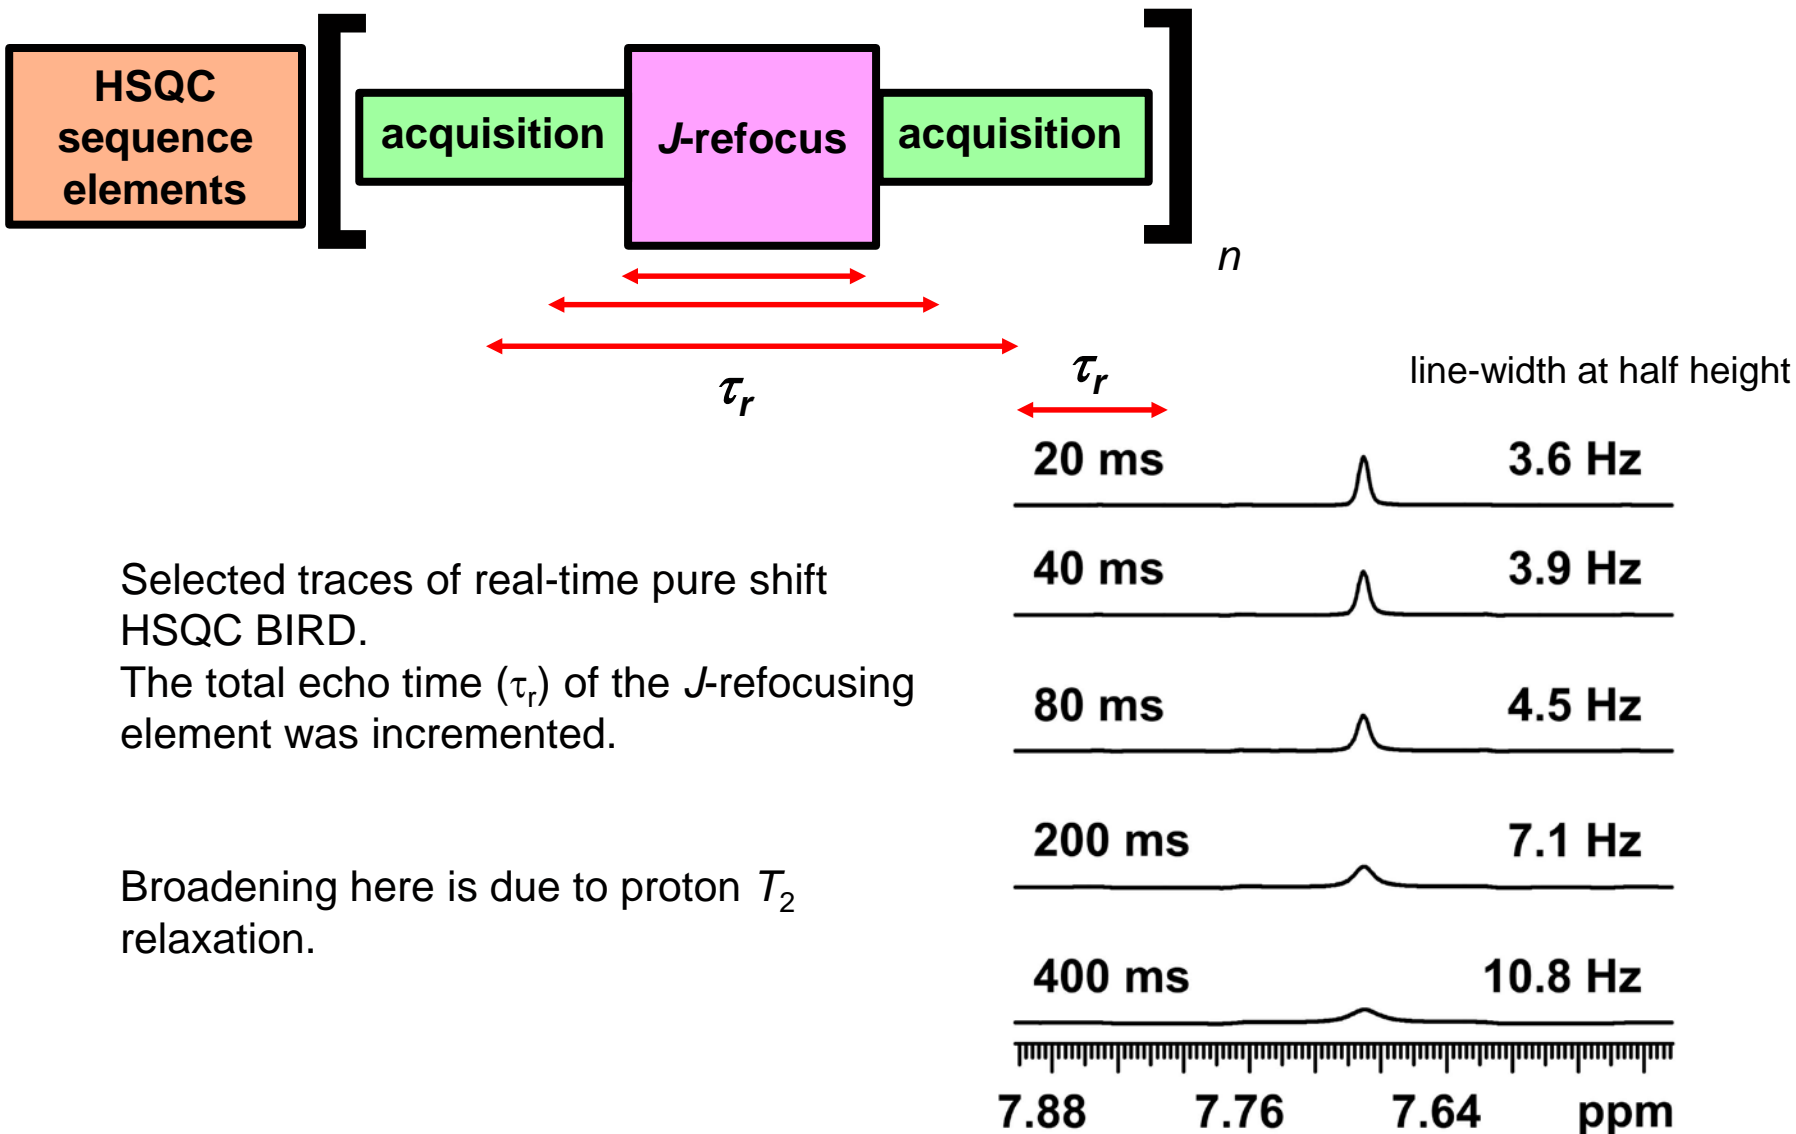 HSQC
sequence
elements
acquisition
J-refocus
acquisition
n
τr
τr
line-width at half height
20 ms 3.6 Hz
40 ms 3.9 Hz
80 ms 4.5 Hz
200 ms 7.1 Hz
400 ms 10.8 Hz
7.88 7.76 7.64 ppm
Selected traces of real-time pure shift
HSQC BIRD.
The total echo time (τr) of the J-refocusing
element was incremented.
Broadening here is due to proton T2
relaxation.